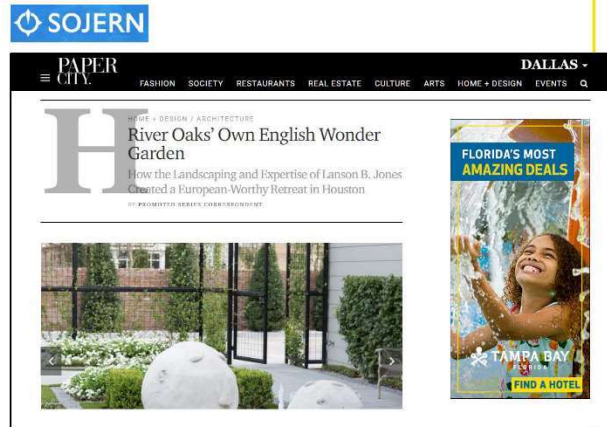 SOJERN
PAPER
CITY.
DALLAS
FASHION SOCIETY RESTAURANTS REAL ESTATE CULTURE ARTS HOME + DESIGN EVENTS
H
HOME + DESIGN / ARCHITECTURE
River Oaks' Own English Wonder
Garden
How the Landscaping and Expertise of Lanson B. Jones
Created a European-Worthy Retreat in Houston
BY PROMOTED SERIES CORRESPONDENT
FLORIDA'S MOST
AMAZING DEALS
TAMPA BAY
FLORIDA
FIND A HOTEL